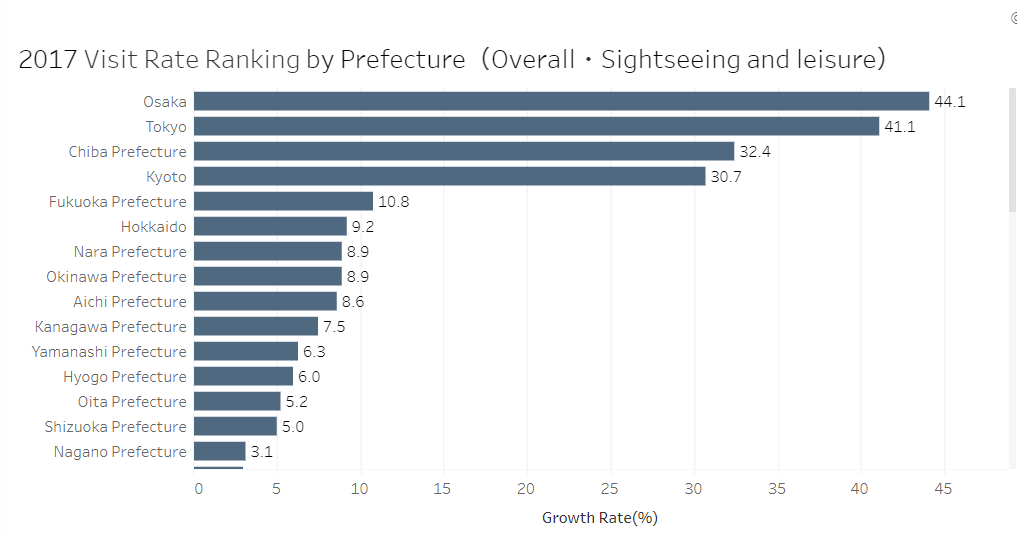 ©
2017 Visit Rate Ranking by Prefecture（Overall・Sightseeing and leisure）
Osaka 44.1
Tokyo 41.1
Chiba Prefecture 32.4
Kyoto 30.7
Fukuoka Prefecture 10.8
Hokkaido 9.2
Nara Prefecture 8.9
Okinawa Prefecture 8.9
Aichi Prefecture 8.6
Kanagawa Prefecture 7.5
Yamanashi Prefecture 6.3
Hyogo Prefecture 6.0
Oita Prefecture 5.2
Shizuoka Prefecture 5.0
Nagano Prefecture 3.1
0 5 10 15 20 25 30 35 40 45
Growth Rate(%)